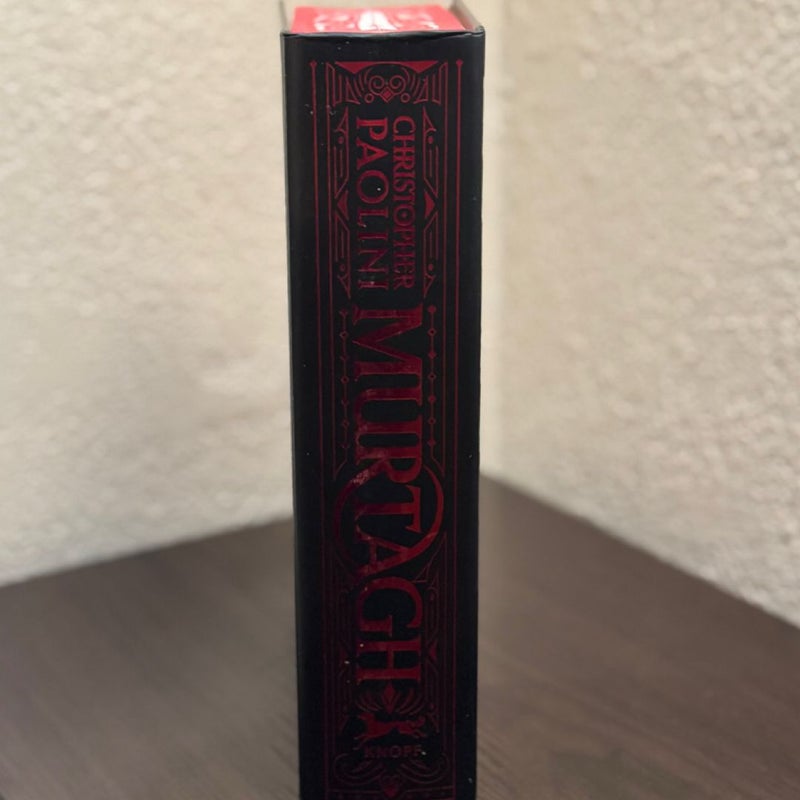 CHRISTOPHER
PAOLINI
MURTAGH
KNOPF